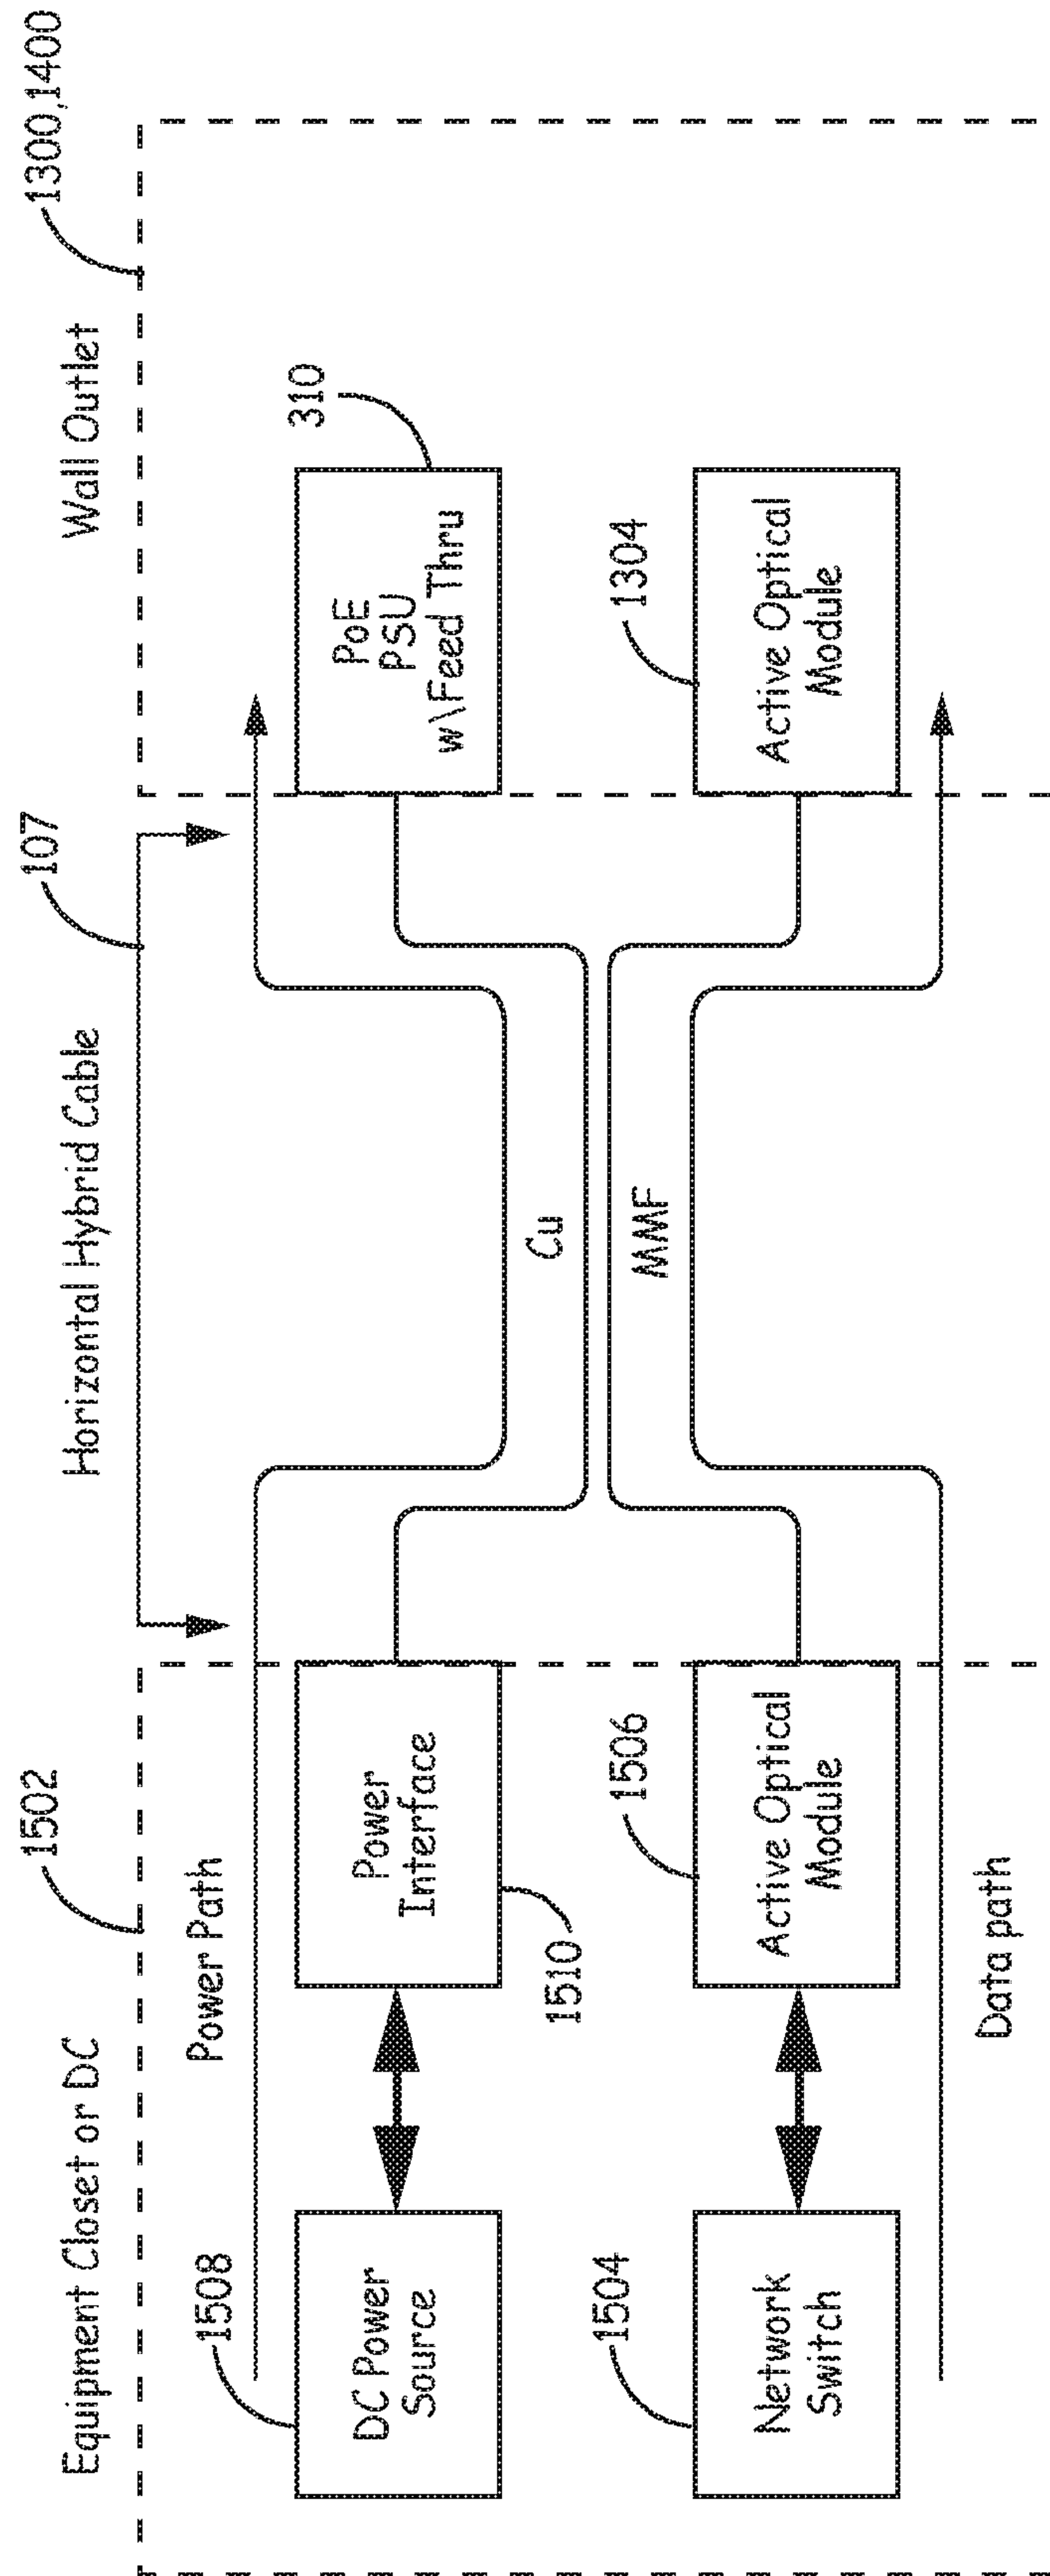 1502
107
1300,1400
Equipment Closet or DC
Horizontal Hybrid Cable
Wall Outlet
Power Path
1508
DC Power
Source
Power
Interface
1510
310
PoE
PSU
w\Feed Thru
Cu
MMF
1504
Network
Switch
1506
Active Optical
Module
1304
Active Optical
Module
Data path